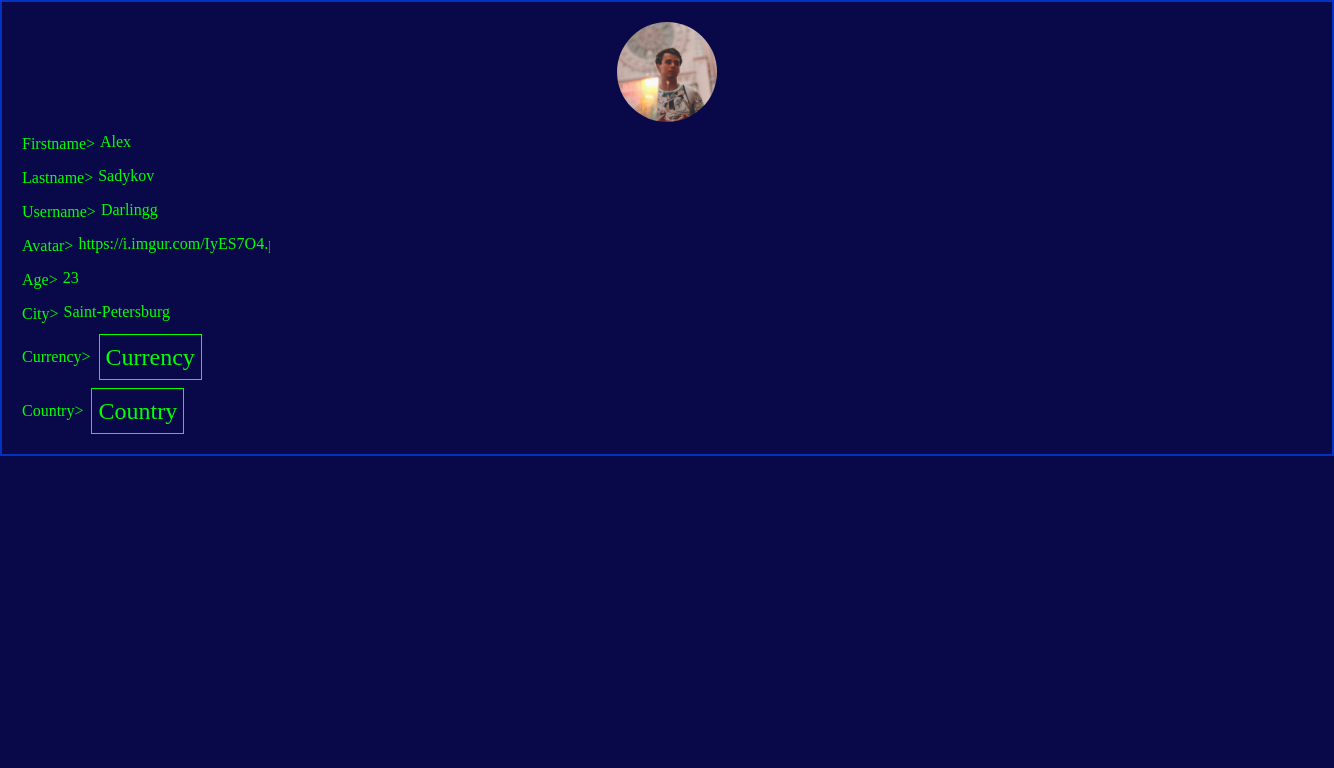 Firstname> Alex
Lastname> Sadykov
Username> Darlingg
Avatar> https://i.imgur.com/IyES7O4.
Age> 23
City> Saint-Petersburg
Currency> Currency
Country> Country